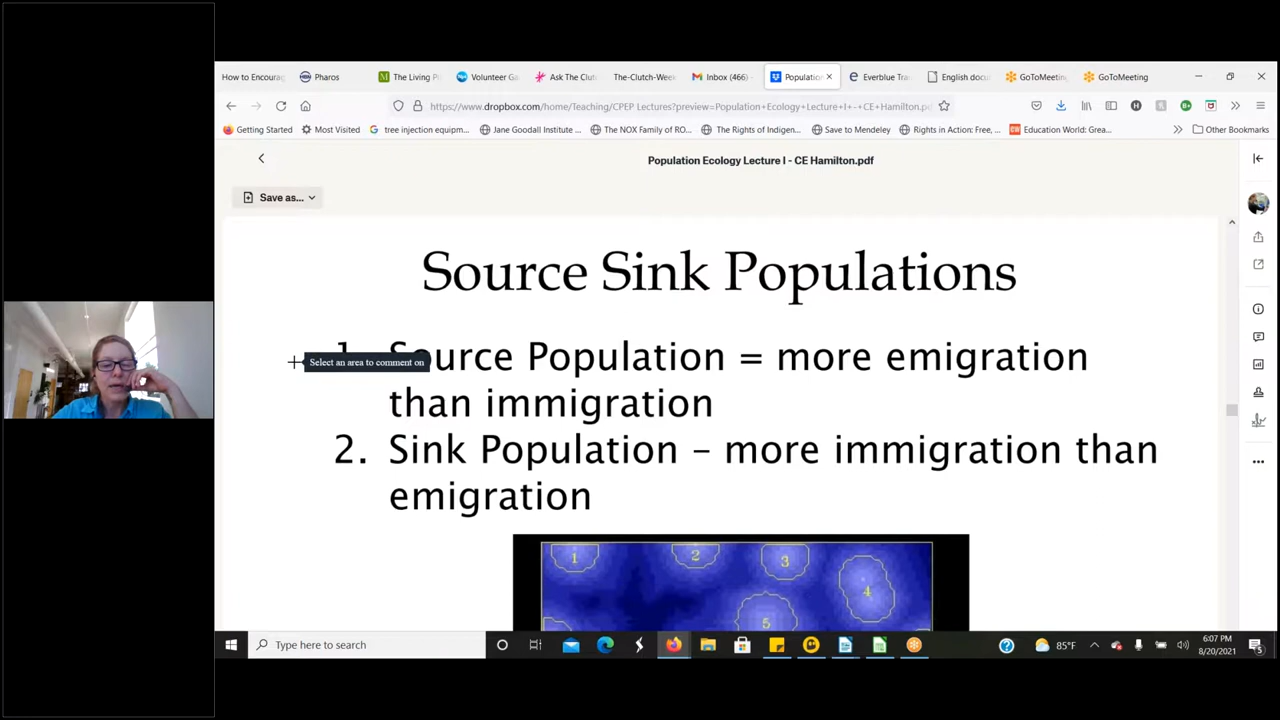 How to Encourag
Pharos
The Living P
Volunteer Ga
Ask The Clut
The-Clutch-Week
Inbox (466)
Population
Everblue Tra
English docu
GoToMeeting
GoToMeeting
https://www.dropbox.com/home/Teaching/CPEP Lectures?preview=Population+Ecology+Lecture+I+-+CE+Hamilton.pd
Getting Started
Most Visited
tree injection equipm...
Jane Goodall Institute ...
The NOX Family of RO...
The Rights of Indigen...
Save to Mendeley
Rights in Action: Free, ...
Education World: Grea...
Other Bookmarks
Population Ecology Lecture I - CE Hamilton.pdf
Save as...
Source Sink Populations
Select an area to comment on
1. Source Population = more emigration
than immigration
2. Sink Population – more immigration than
emigration
1
2
3
4
5
Type here to search
85°F
6:07 PM
8/20/2021